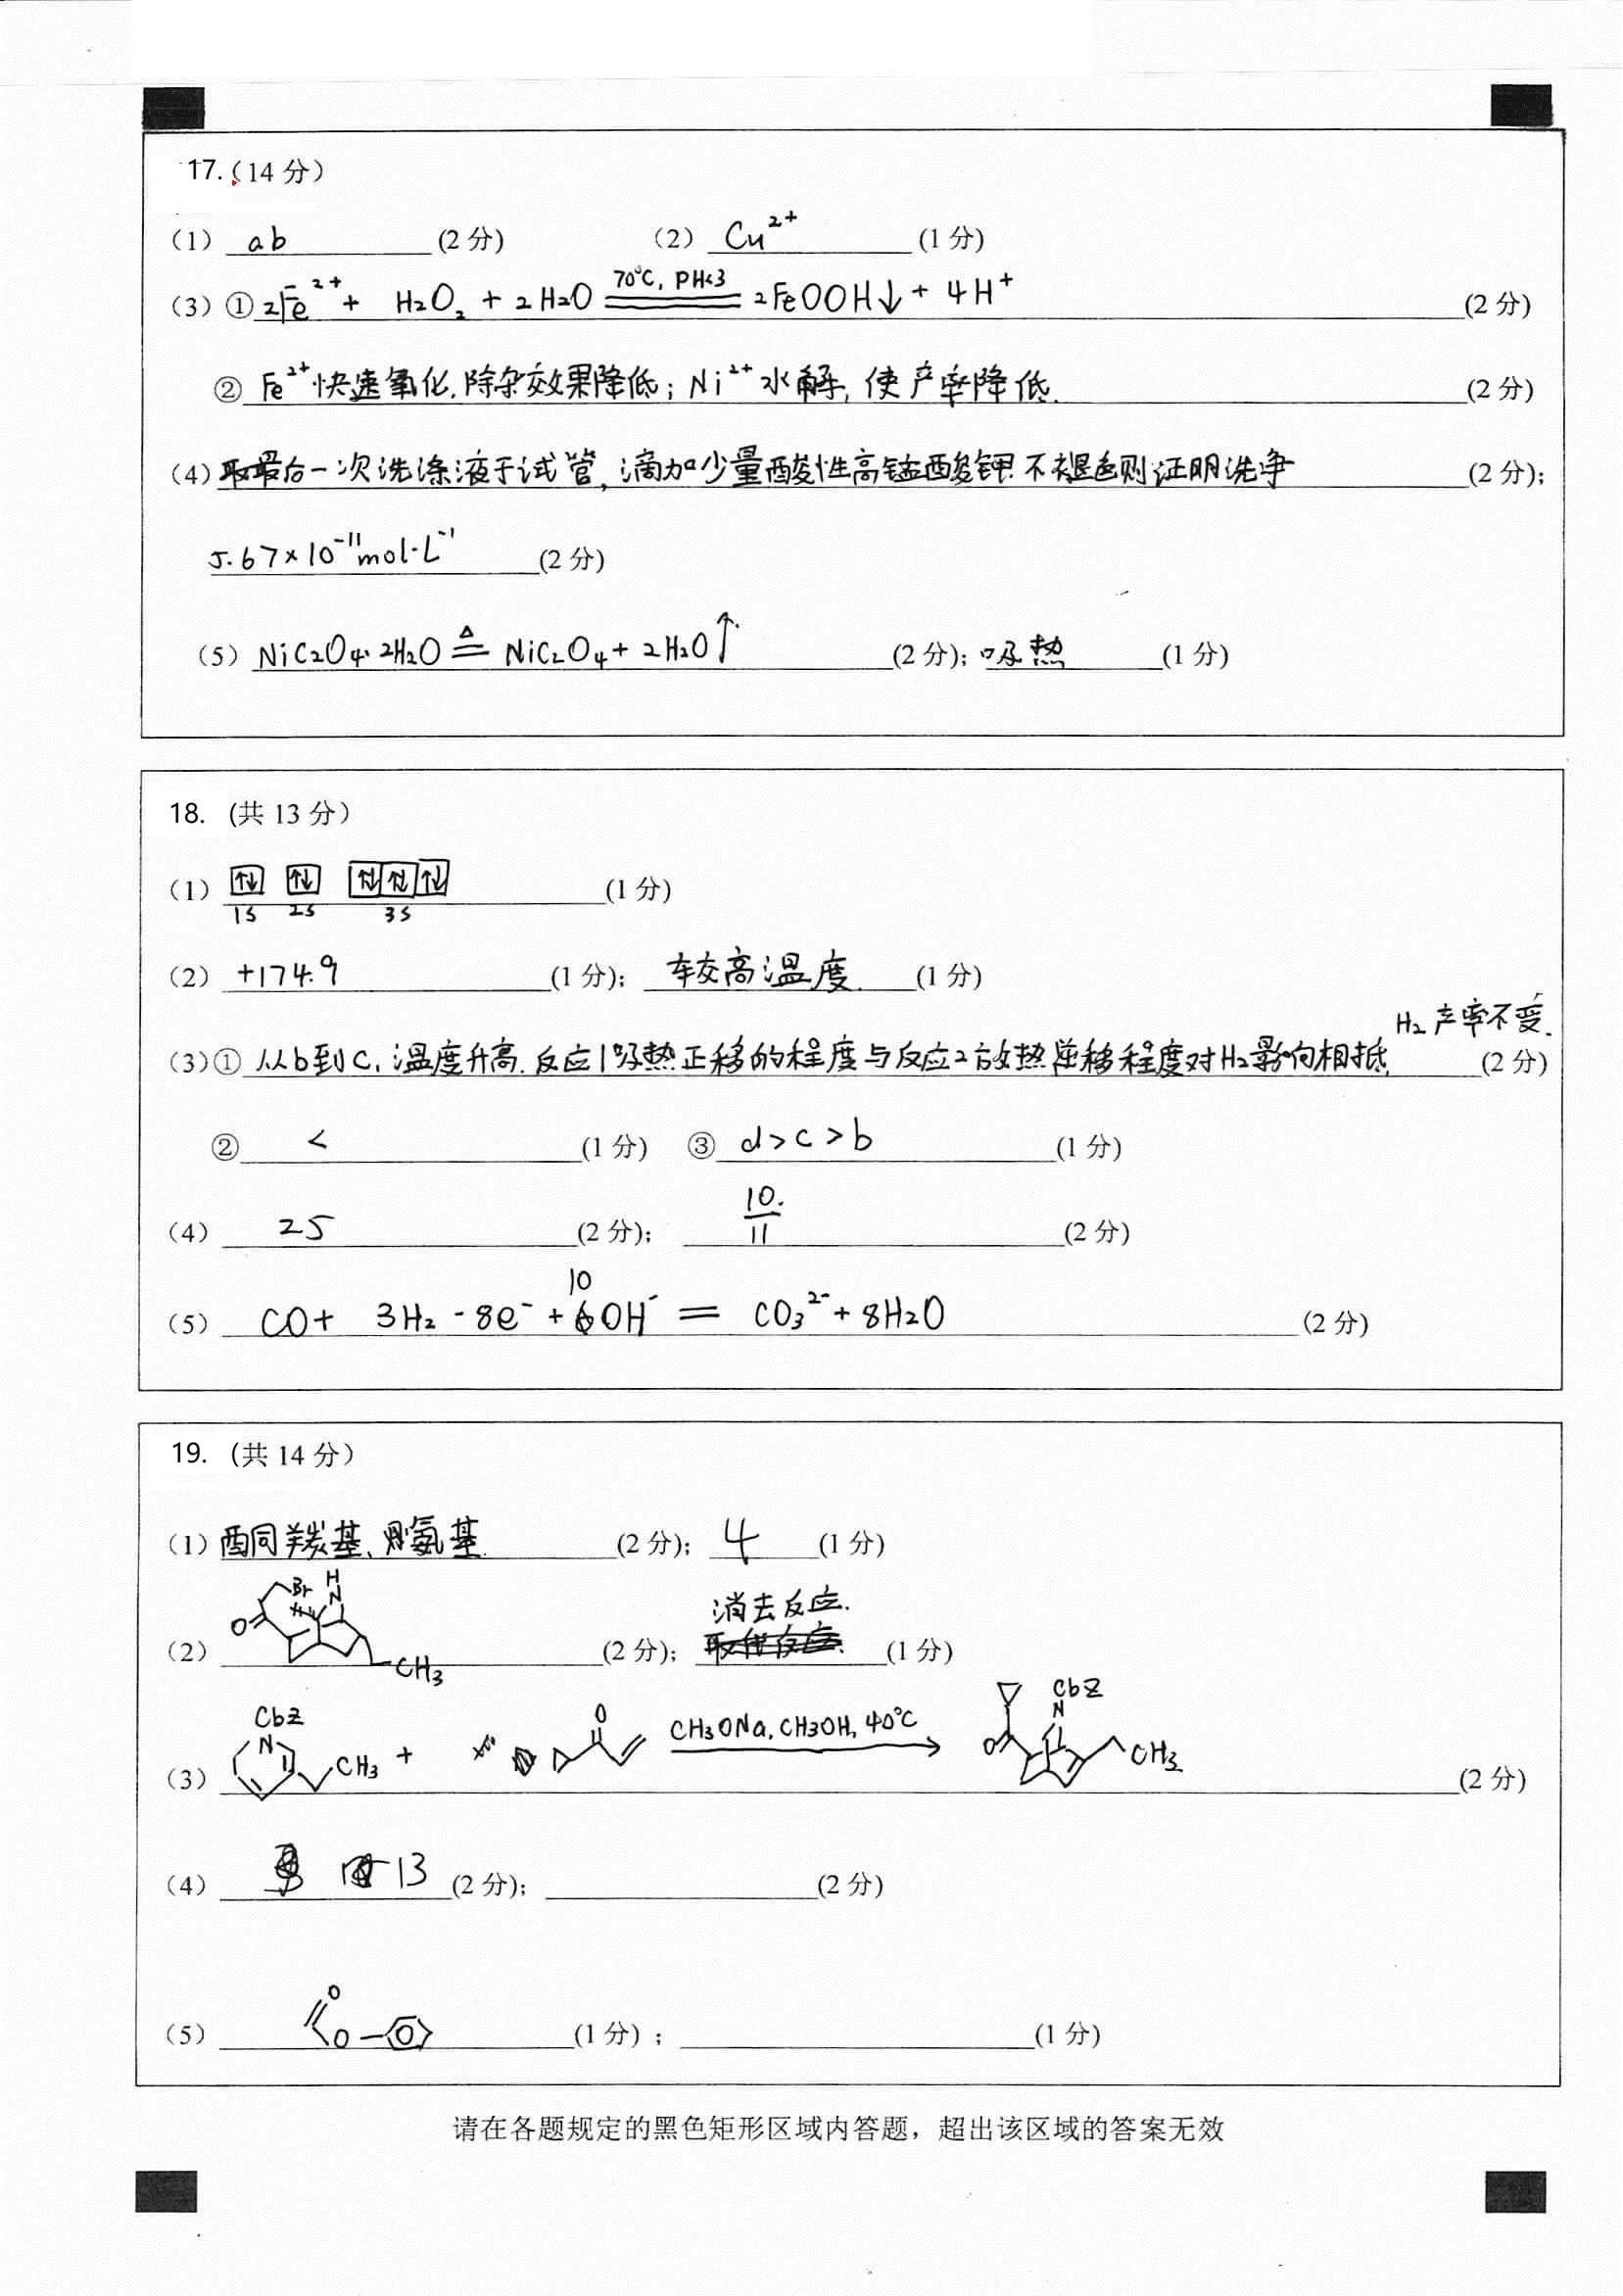 17.（14 分）
（1） ab (2 分) （2） Cu²⁺ (1 分)
（3）① 2Fe²⁺ + H₂O₂ + 2H₂O ═(70℃, PH<3)═ 2FeOOH↓ + 4H⁺ (2 分)
② Fe²⁺快速氧化,除杂效果降低; Ni²⁺水解, 使产率降低. (2 分)
（4）取最后一次洗涤液于试管, 滴加少量酸性高锰酸钾.不褪色则证明洗净 (2 分);
5.67×10⁻¹¹mol·L⁻¹ (2 分)
（5） NiC₂O₄·2H₂O ═(△)═ NiC₂O₄ + 2H₂O↑ (2 分); 吸热 (1 分)
18. (共 13 分）
（1） ↑↓ ↑↓ ↑↓ ↑↓ ↑↓ (1 分)
1s 2s 3s
（2） +174.9 (1 分); 较高温度. (1 分)
（3）① 从b到c, 温度升高.反应1吸热正移的程度与反应2放热逆移程度对H₂影响相抵, H₂产率不变. (2 分)
② < (1 分) ③ d>c>b (1 分)
（4） 25 (2 分); 10/11 (2 分)
（5） CO + 3H₂ - 8e⁻ + 10OH⁻ = CO₃²⁻ + 8H₂O (2 分)
19. (共 14 分）
（1）酮羰基、氨基. (2 分); 4 (1 分)
（2） O Br H N CH₃ (2 分); 消去反应. (1 分)
（3） Cbz N CH₃ + O CH₃ONa, CH₃OH, 40℃ → O Cbz N CH₃ (2 分)
（4） 13 (2 分); (2 分)
（5） O O (1 分）; (1 分)
请在各题规定的黑色矩形区域内答题，超出该区域的答案无效